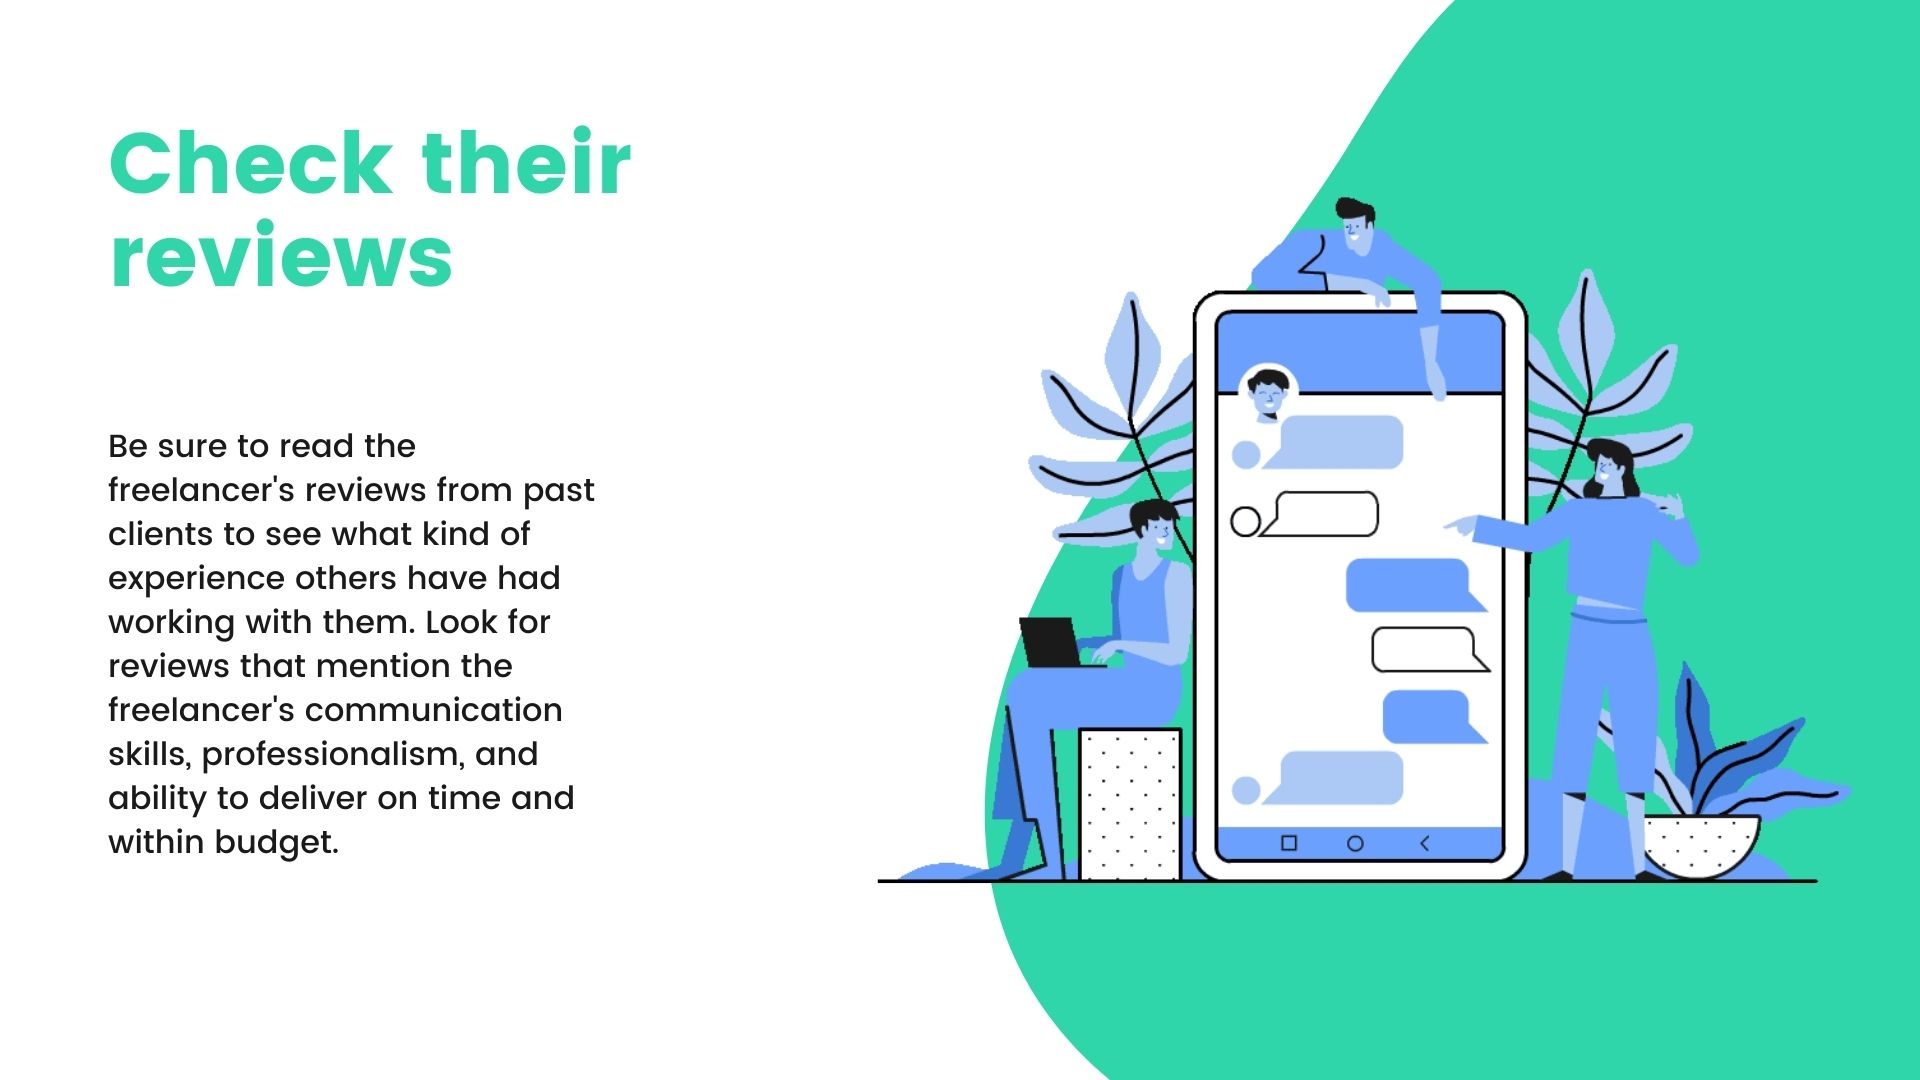 Check their
reviews
Be sure to read the
freelancer's reviews from past
clients to see what kind of
experience others have had
working with them. Look for
reviews that mention the
freelancer's communication
skills, professionalism, and
ability to deliver on time and
within budget.